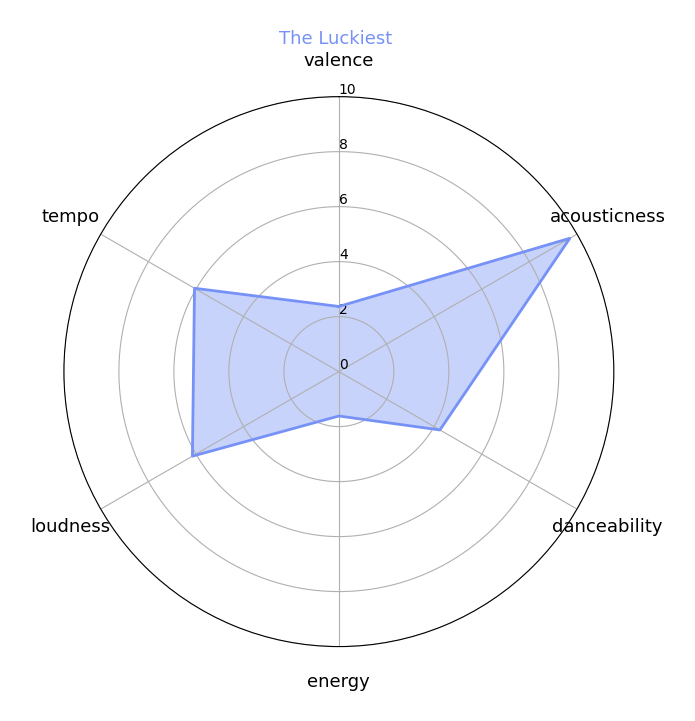 The Luckiest
valence
10
8
tempo
acousticness
6
4
2
0
loudness
danceability
energy